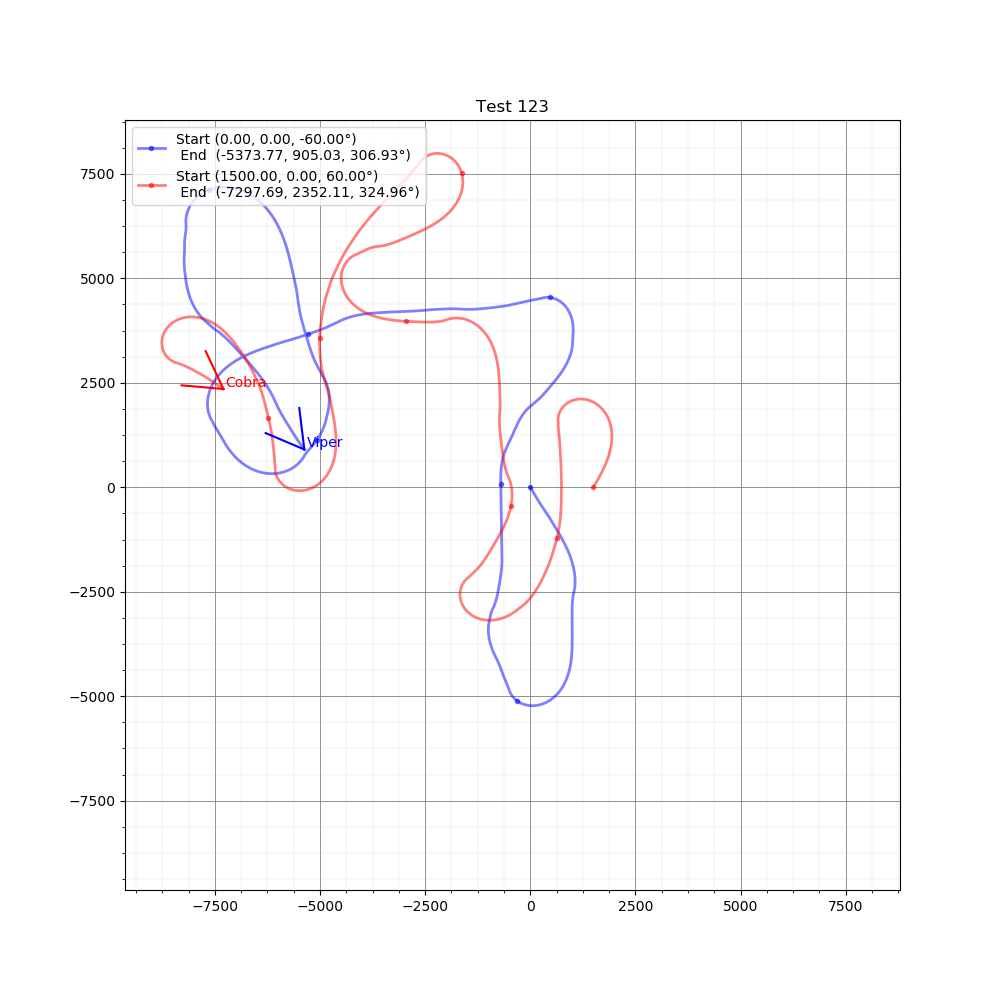 Test 123
Start (0.00, 0.00, -60.00°)
End (-5373.77, 905.03, 306.93°)
Start (1500.00, 0.00, 60.00°)
End (-7297.69, 2352.11, 324.96°)
7500
5000
2500
0
−2500
−5000
−7500
Cobra
Viper
−7500 −5000 −2500 0 2500 5000 7500